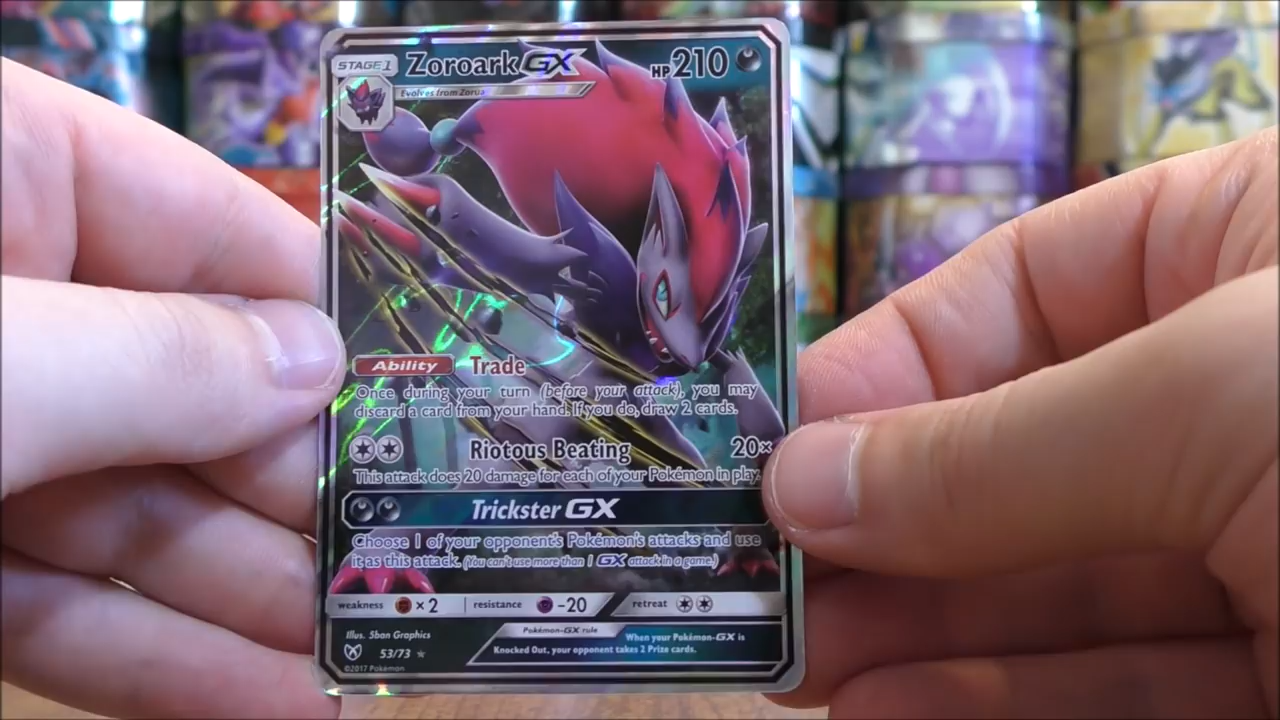 STAGE 1 Zoroark GX HP 210
Evolves from Zorua
Ability Trade
Once during your turn (before your attack), you may
discard a card from your hand. If you do, draw 2 cards.
Riotous Beating 20×
This attack does 20 damage for each of your Pokémon in play.
Trickster GX
Choose 1 of your opponent's Pokémon's attacks and use
it as this attack. (You can't use more than 1 GX attack in a game.)
weakness ×2 resistance -20 retreat
Illus. 5ban Graphics
53/73
©2017 Pokémon
Pokémon-GX rule
When your Pokémon-GX is
Knocked Out, your opponent takes 2 Prize cards.